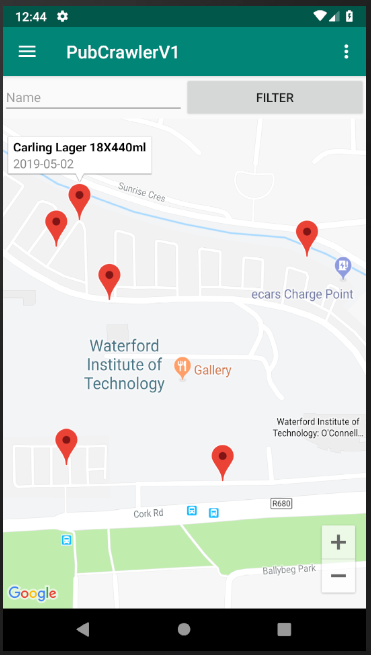 12:44
PubCrawlerV1
Name
FILTER
Carling Lager 18X440ml
2019-05-02
Sunrise Cres
ecars Charge Point
Waterford
Institute of
Technology
Gallery
Waterford Institute of
Technology: O'Connell...
R680
Cork Rd
+
−
Ballybeg Park
Google